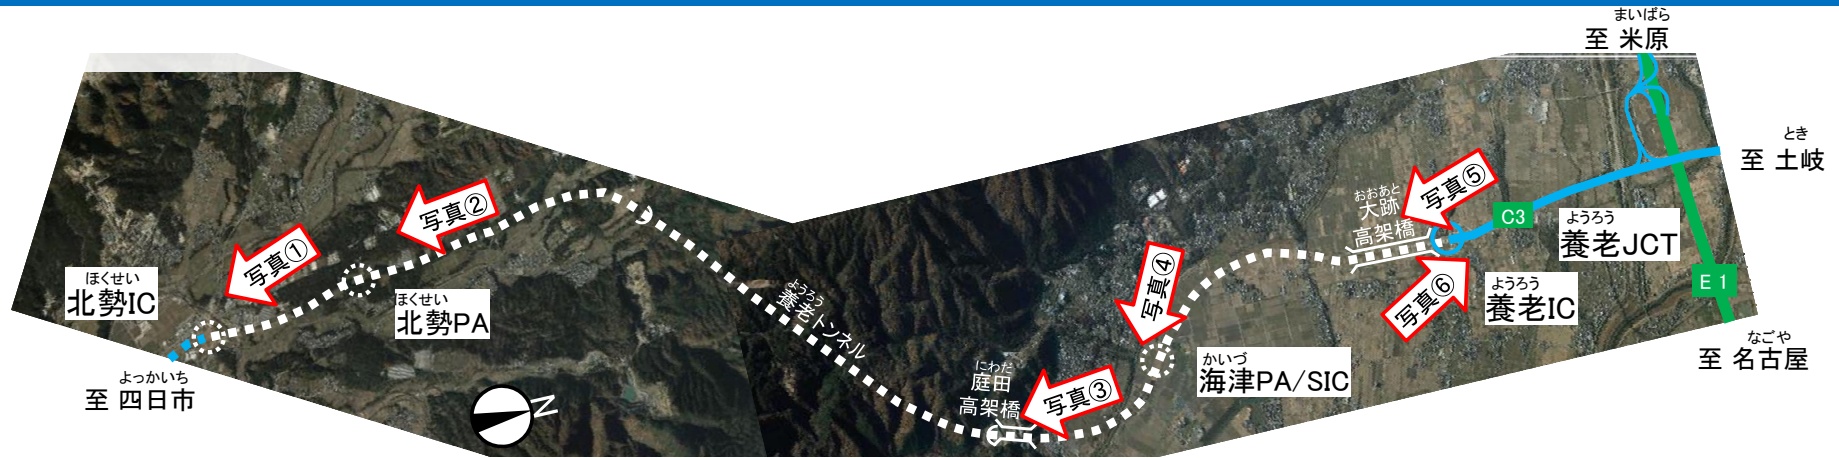 まいばら
至 米原
とき
至 土岐
写真⑤
おおあと
大跡
高架橋
C3
ようろう
養老JCT
写真②
写真①
写真④
写真⑥
ようろう
養老IC
E 1
ほくせい
北勢IC
ほくせい
北勢PA
ようろう
養老トンネル
なごや
至 名古屋
かいづ
海津PA/SIC
にわだ
庭田
高架橋
写真③
よっかいち
至 四日市
N